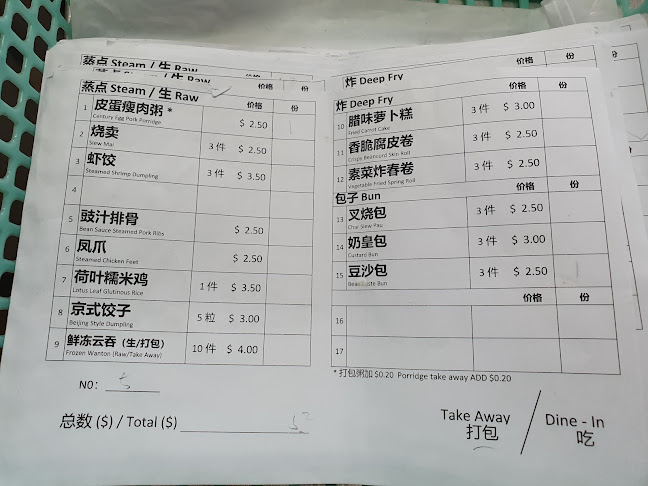 蒸点 Steam / 生 Raw
价格 份
蒸点 Steam / 生 Raw 价格 份
1 皮蛋瘦肉粥 * $ 2.50
Century Egg Pork Porridge
2 烧卖 3 件 $ 2.50
Siew Mai
3 虾饺 3 件 $ 3.50
Steamed Shrimp Dumpling
4
5 豉汁排骨 $ 2.50
Bean Sauce Steamed Pork Ribs
6 凤爪 $ 2.50
Steamed Chicken Feet
7 荷叶糯米鸡 1 件 $ 3.50
Lotus Leaf Glutinous Rice
8 京式饺子 5 粒 $ 3.00
Beijing Style Dumpling
9 鲜冻云吞 (生/打包) 10 件 $ 4.00
Frozen Wanton (Raw/Take Away)
NO:
总数 ($) / Total ($)
炸 Deep Fry 价格 份
炸 Deep Fry 价格 份
10 腊味萝卜糕 3 件 $ 3.00
Fried Carrot Cake
11 香脆腐皮卷 3 件 $ 2.50
Crispy Beancurd Skin Roll
12 素菜炸春卷 3 件 $ 2.50
Vegetable Fried Spring Roll
包子 Bun 价格 份
13 叉烧包 3 件 $ 2.50
Char Siew Pau
14 奶皇包 3 件 $ 3.00
Custard Bun
15 豆沙包 3 件 $ 2.50
Bean Paste Bun
价格 份
16
17
* 打包粥加 $0.20 Porridge take away ADD $0.20
Take Away / Dine - In
打包 吃